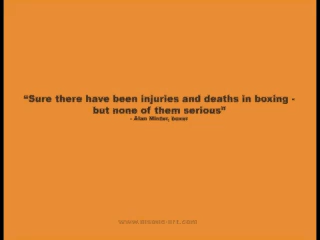 “Sure there have been injuries and deaths in boxing -
but none of them serious”
- Alan Minter, boxer